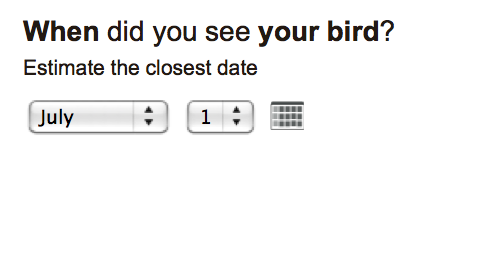 When did you see your bird?
Estimate the closest date
July 1